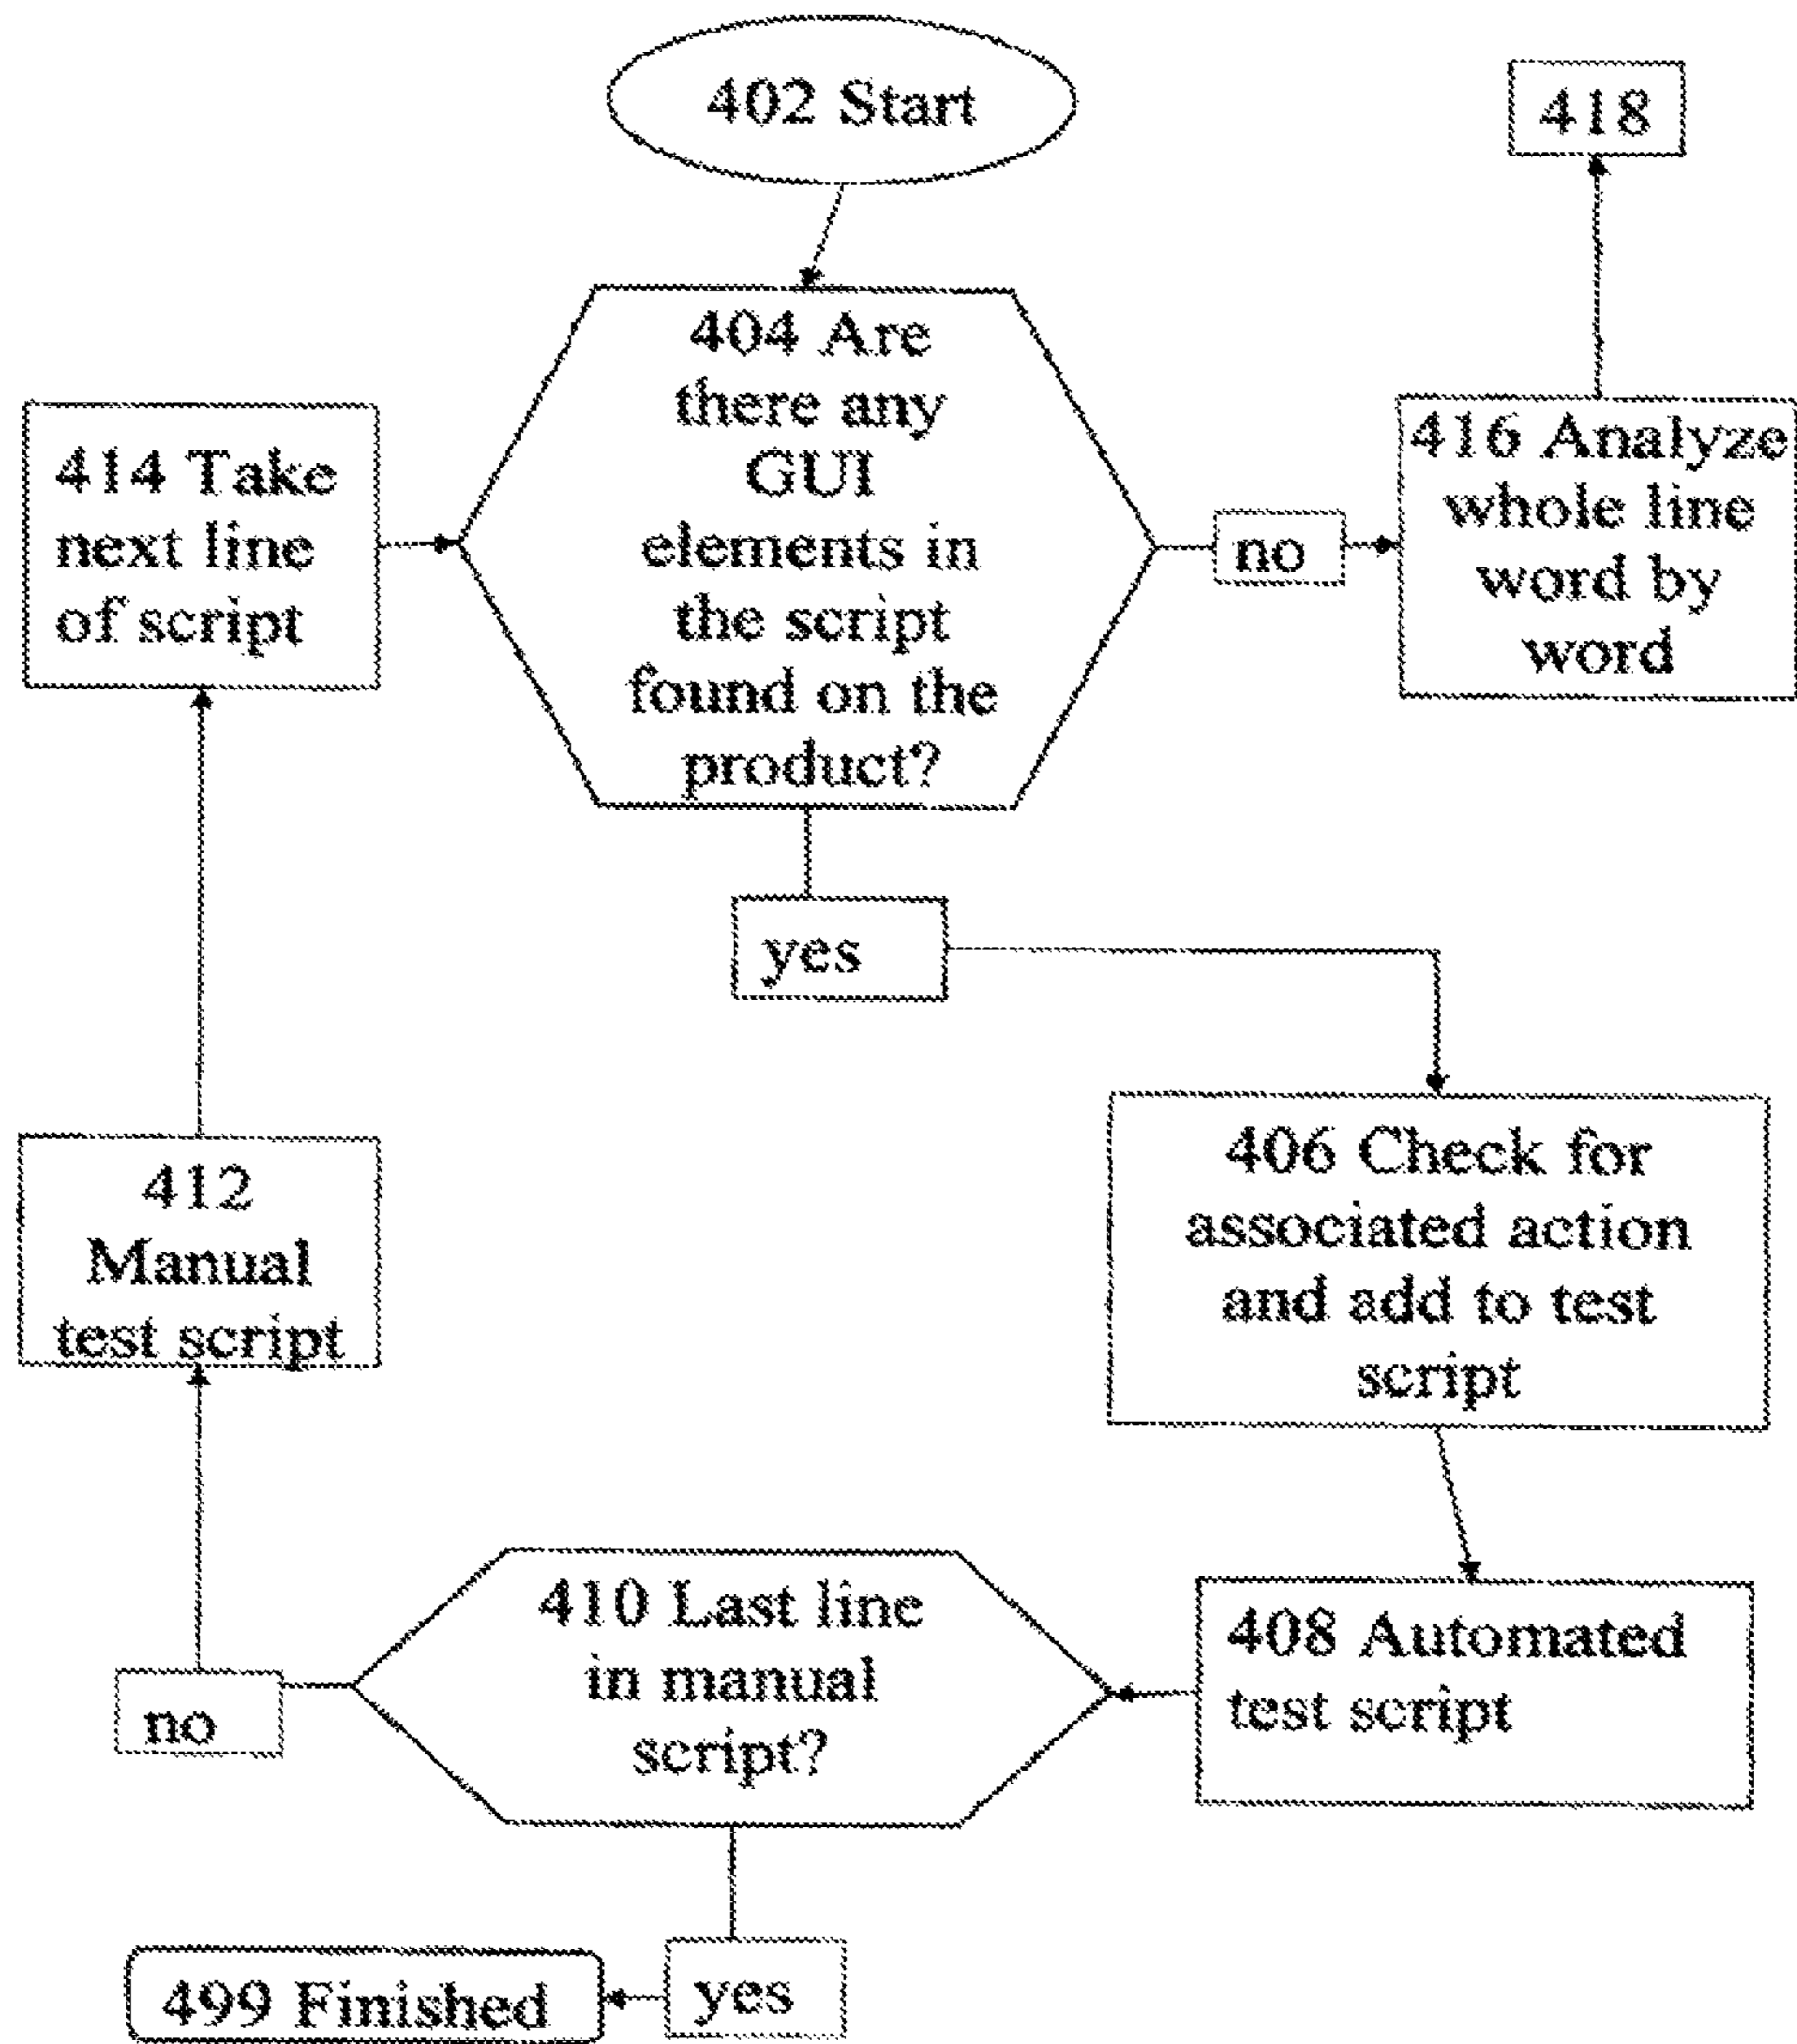 402 Start
418
404 Are
there any
GUI
elements in
the script
found on the
product?
414 Take
next line
of script
no
416 Analyze
whole line
word by
word
yes
406 Check for
associated action
and add to test
script
412
Manual
test script
410 Last line
in manual
script?
408 Automated
test script
no
yes
499 Finished